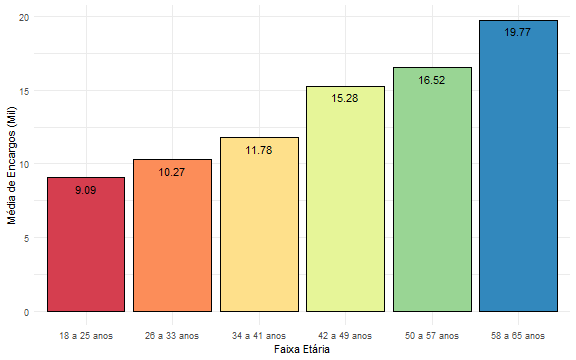 Média de Encargos (Mil)
20
15
10
5
0
9.09
10.27
11.78
15.28
16.52
19.77
18 a 25 anos
26 a 33 anos
34 a 41 anos
42 a 49 anos
50 a 57 anos
58 a 65 anos
Faixa Etária